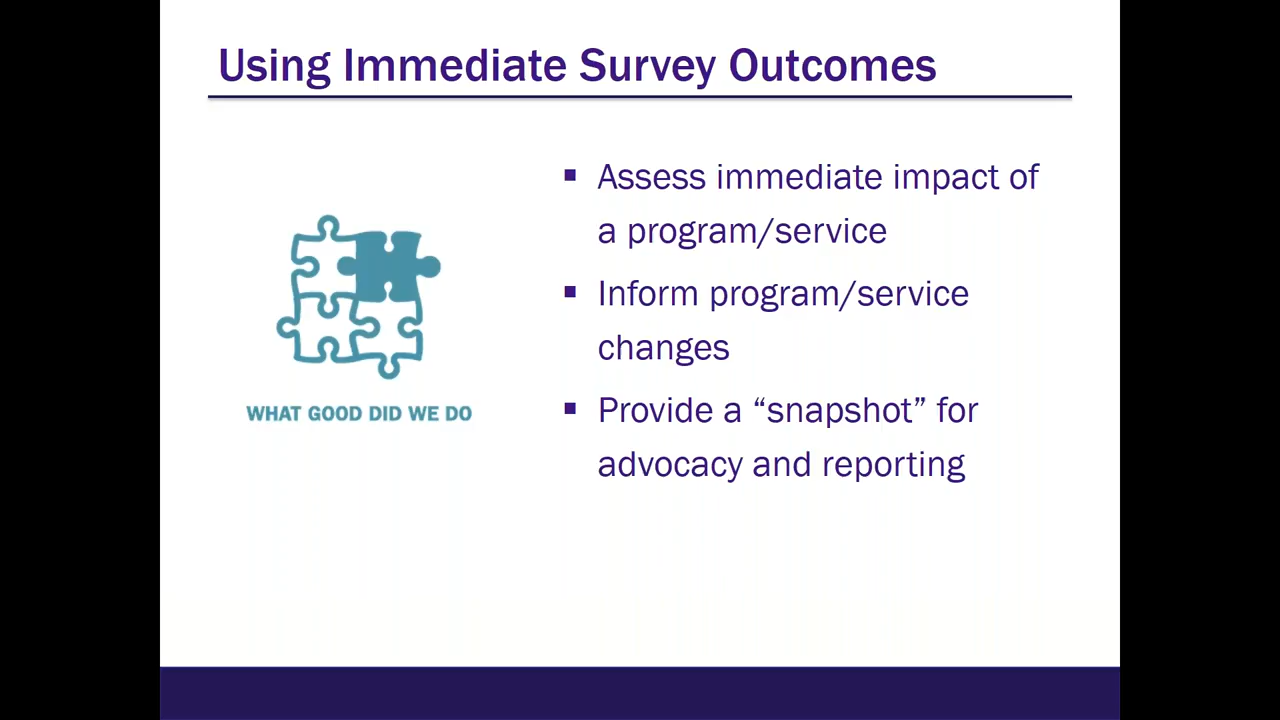 Using Immediate Survey Outcomes
▪ Assess immediate impact of
a program/service
▪ Inform program/service
changes
▪ Provide a “snapshot” for
advocacy and reporting
WHAT GOOD DID WE DO